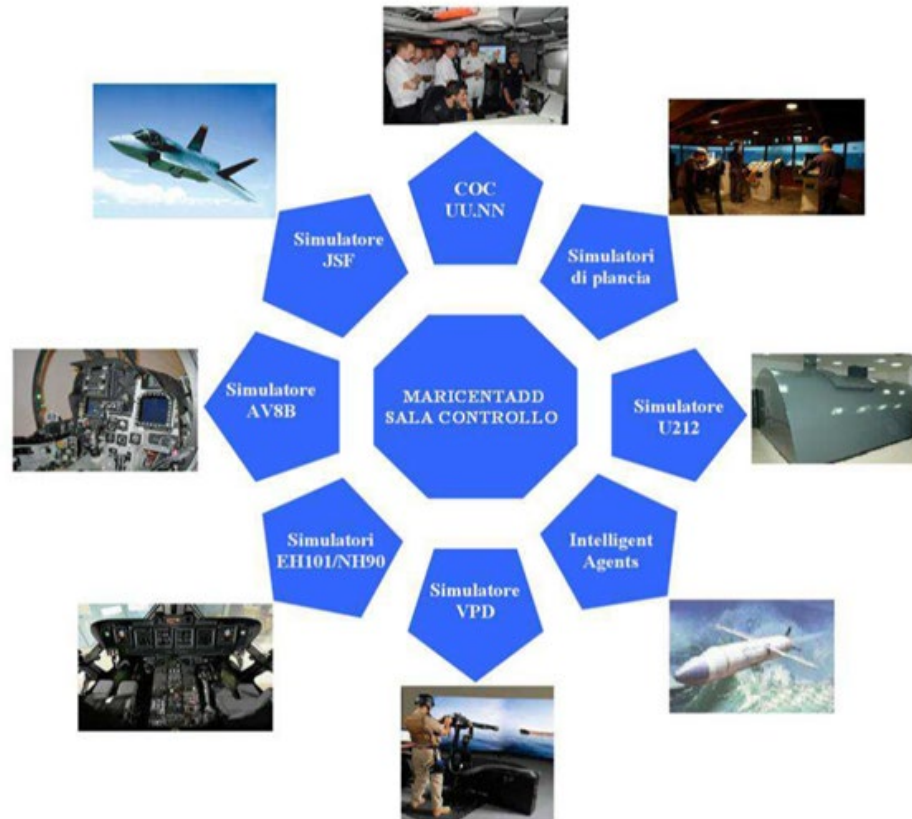 COC
UU.NN
Simulatore
JSF
Simulatori
di plancia
Simulatore
AV8B
MARICENTADD
SALA CONTROLLO
Simulatore
U212
Simulatori
EH101/NH90
Intelligent
Agents
Simulatore
VPD